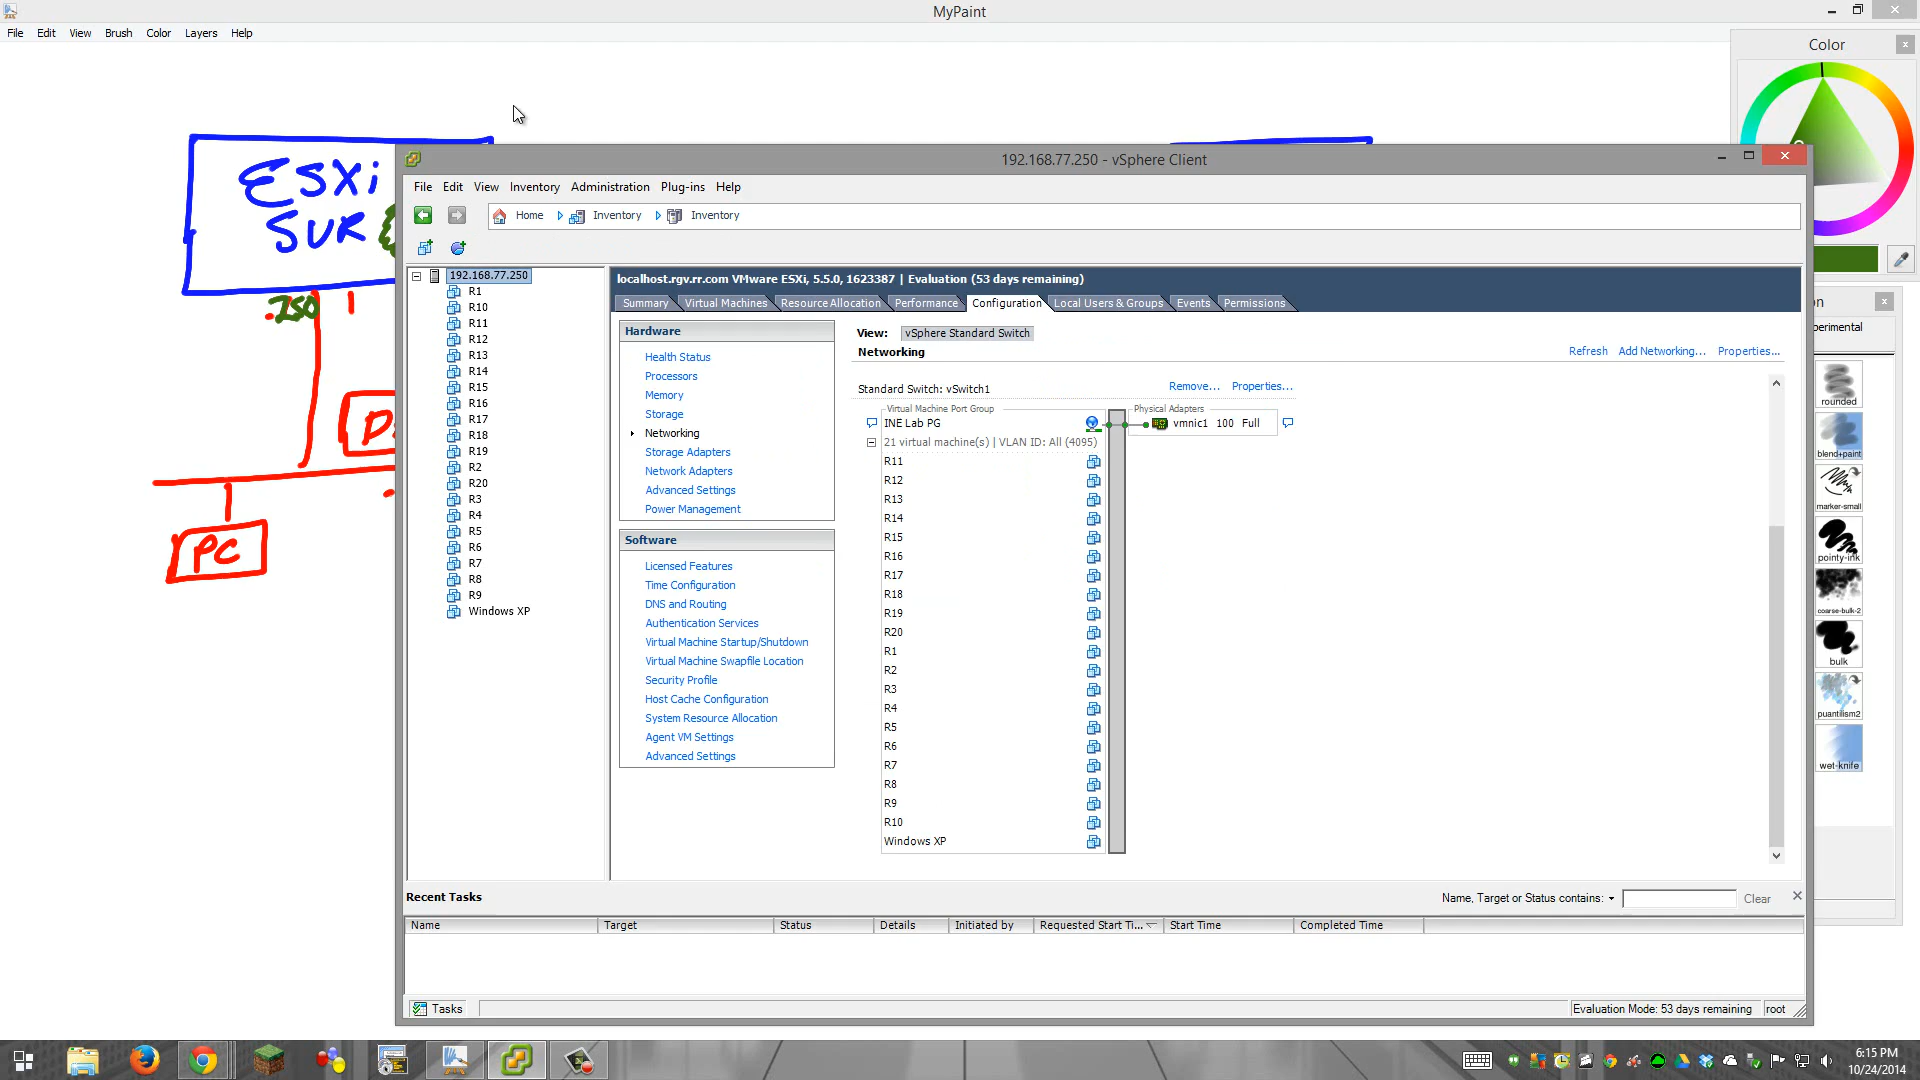 MyPaint
File Edit View Brush Color Layers Help
Color
ESXi
SVR
.250
PC
192.168.77.250 - vSphere Client
File Edit View Inventory Administration Plug-ins Help
Home Inventory Inventory
192.168.77.250
R1
R10
R11
R12
R13
R14
R15
R16
R17
R18
R19
R2
R20
R3
R4
R5
R6
R7
R8
R9
Windows XP
localhost.rgv.rr.com VMware ESXi, 5.5.0, 1623387 | Evaluation (53 days remaining)
Summary Virtual Machines Resource Allocation Performance Configuration Local Users & Groups Events Permissions
Hardware
Health Status
Processors
Memory
Storage
Networking
Storage Adapters
Network Adapters
Advanced Settings
Power Management
Software
Licensed Features
Time Configuration
DNS and Routing
Authentication Services
Virtual Machine Startup/Shutdown
Virtual Machine Swapfile Location
Security Profile
Host Cache Configuration
System Resource Allocation
Agent VM Settings
Advanced Settings
View: vSphere Standard Switch
Networking
Refresh Add Networking... Properties...
Standard Switch: vSwitch1 Remove... Properties...
Virtual Machine Port Group Physical Adapters
INE Lab PG vmnic1 100 Full
21 virtual machine(s) | VLAN ID: All (4095)
R11
R12
R13
R14
R15
R16
R17
R18
R19
R20
R1
R2
R3
R4
R5
R6
R7
R8
R9
R10
Windows XP
Recent Tasks
Name, Target or Status contains: Clear
Name Target Status Details Initiated by Requested Start Ti... Start Time Completed Time
Tasks
Evaluation Mode: 53 days remaining root
on
perimental
rounded
blend+paint
marker-small
pointy-ink
coarse-bulk-2
bulk
puantilism2
wet-knife
6:15 PM
10/24/2014